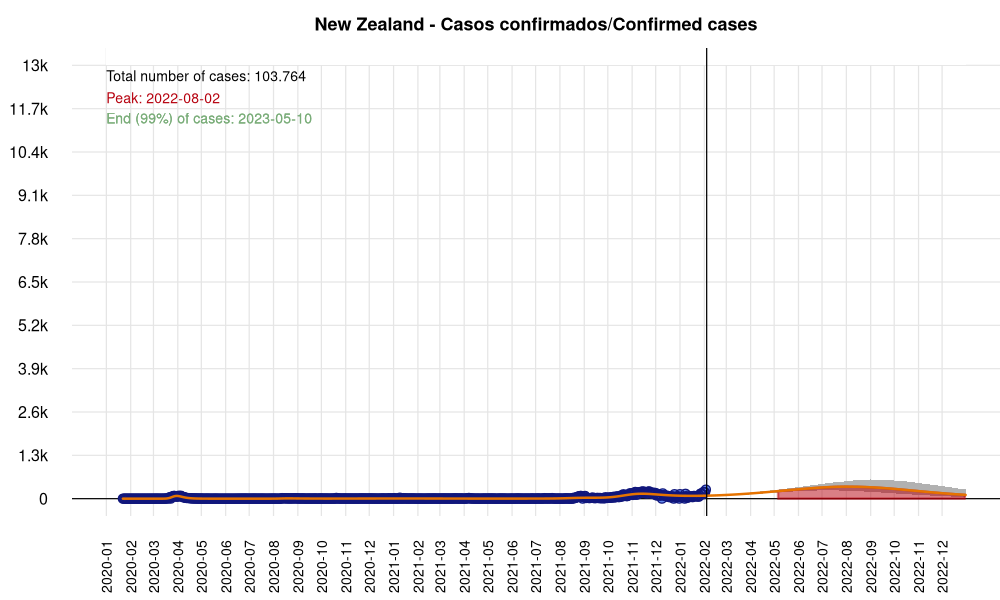 New Zealand - Casos confirmados/Confirmed cases
13k
Total number of cases: 103.764
Peak: 2022-08-02
End (99%) of cases: 2023-05-10
11.7k
10.4k
9.1k
7.8k
6.5k
5.2k
3.9k
2.6k
1.3k
0
2020-01
2020-02
2020-03
2020-04
2020-05
2020-06
2020-07
2020-08
2020-09
2020-10
2020-11
2020-12
2021-01
2021-02
2021-03
2021-04
2021-05
2021-06
2021-07
2021-08
2021-09
2021-10
2021-11
2021-12
2022-01
2022-02
2022-03
2022-04
2022-05
2022-06
2022-07
2022-08
2022-09
2022-10
2022-11
2022-12